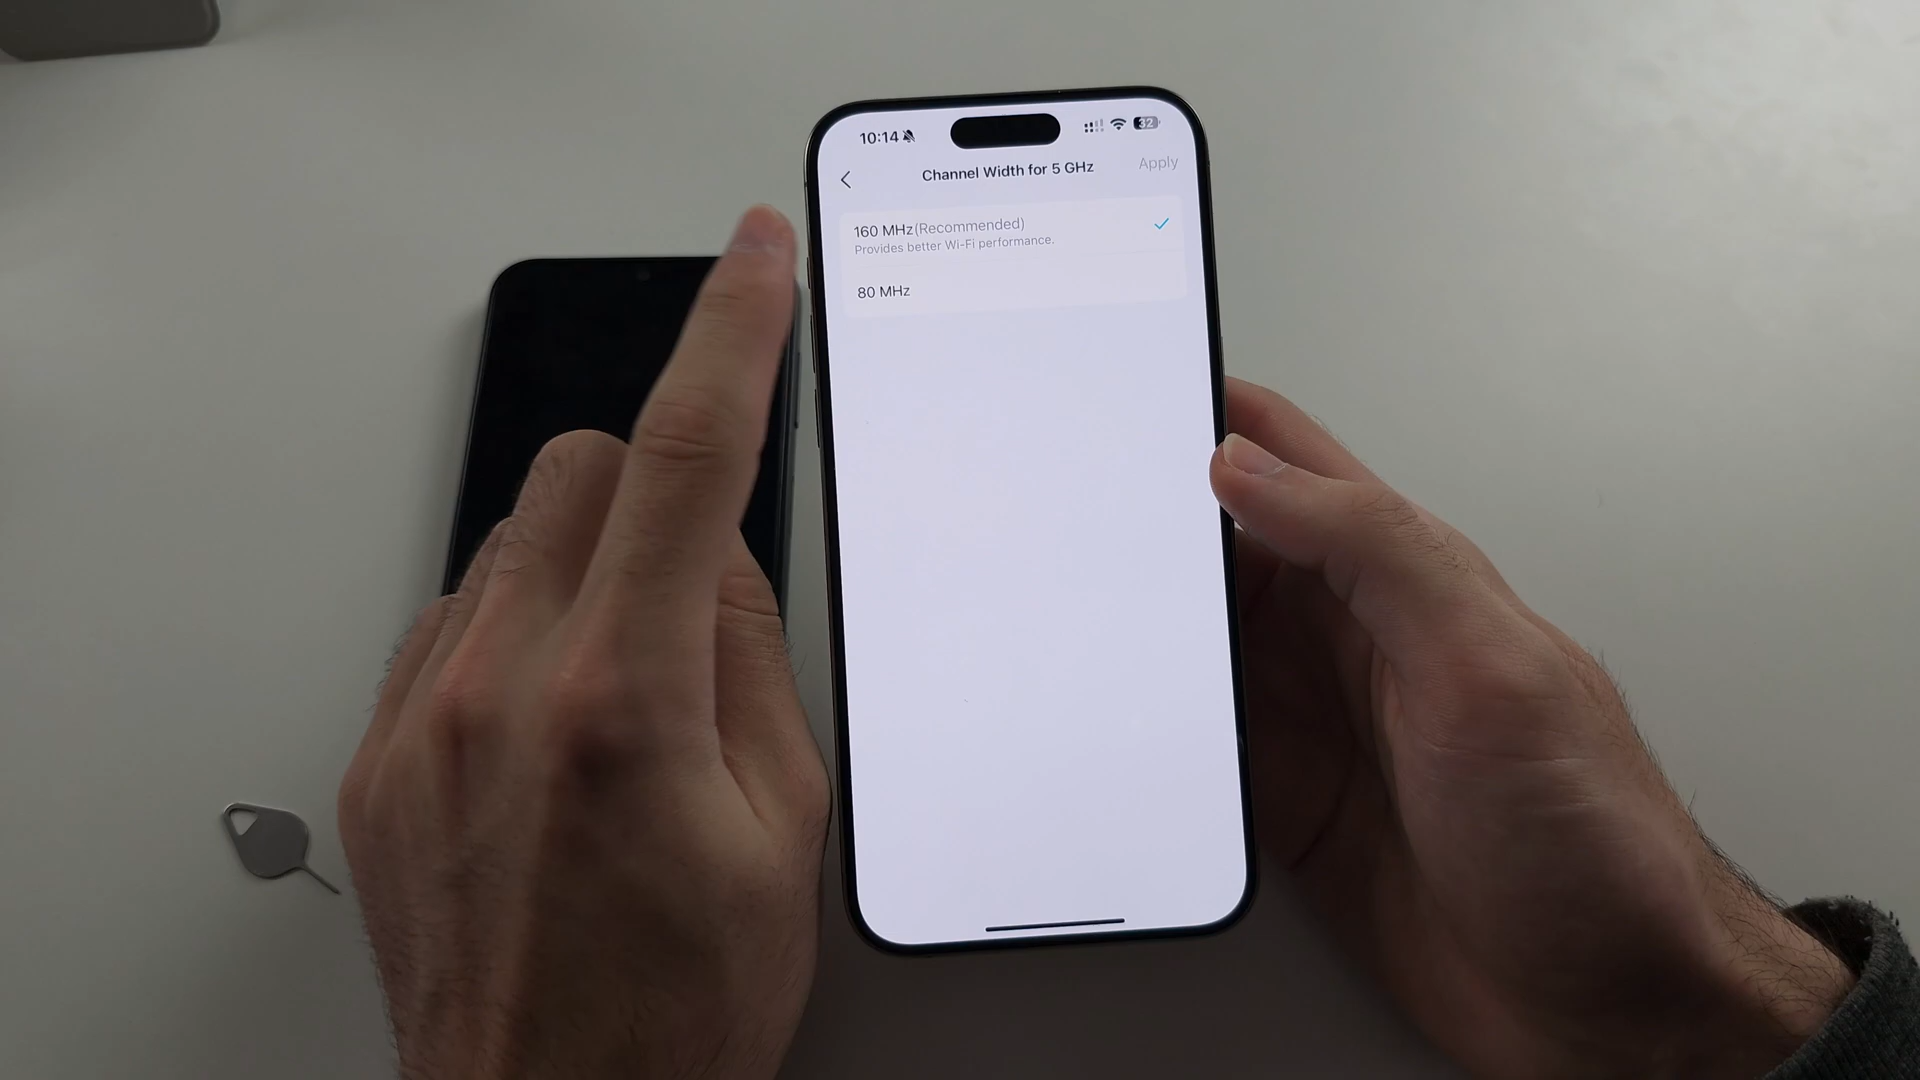 10:14
32
Channel Width for 5 GHz
Apply
160 MHz(Recommended)
Provides better Wi-Fi performance.
80 MHz